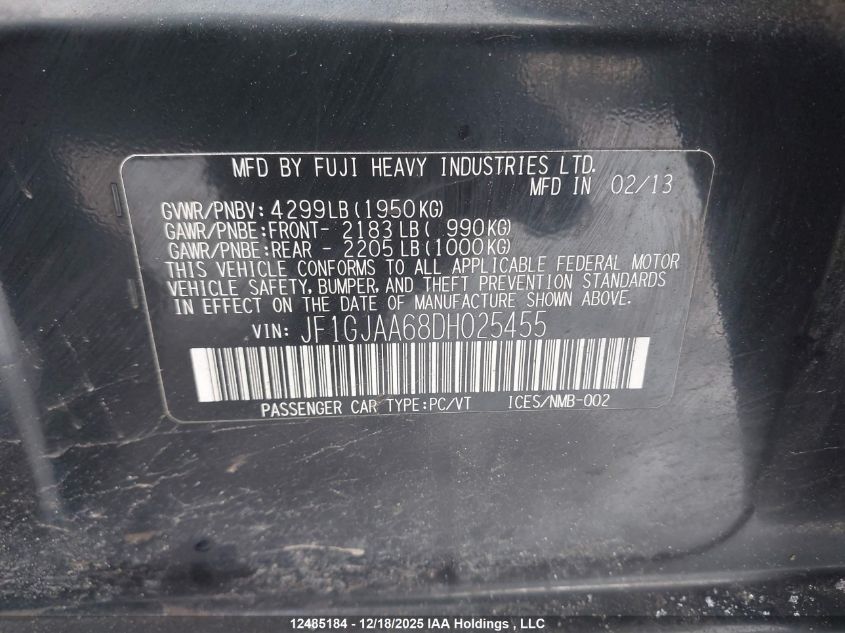 MFD BY FUJI HEAVY INDUSTRIES LTD.
MFD IN 02/13
GVWR/PNBV: 4299LB(1950KG)
GAWR/PNBE:FRONT- 2183LB( 990KG)
GAWR/PNBE:REAR - 2205LB(1000KG)
THIS VEHICLE CONFORMS TO ALL APPLICABLE FEDERAL MOTOR
VEHICLE SAFETY, BUMPER, AND THEFT PREVENTION STANDARDS
IN EFFECT ON THE DATE OF MANUFACTURE SHOWN ABOVE.
VIN: JF1GJAA68DH025455
PASSENGER CAR TYPE:PC/VT ICES/NMB-002
12485184 - 12/18/2025 IAA Holdings , LLC